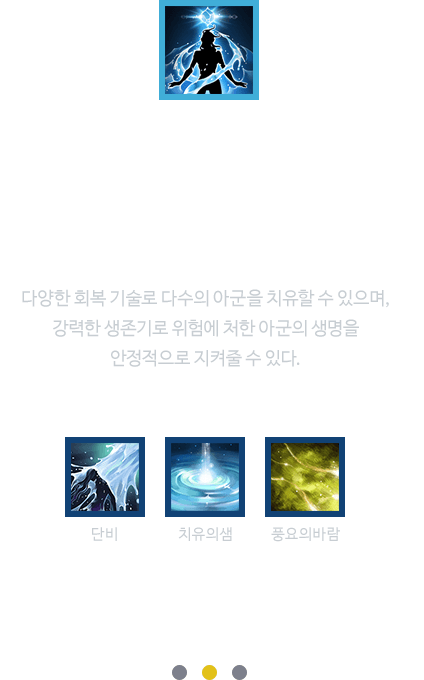 다양한 회복 기술로 다수의 아군을 치유할 수 있으며,
강력한 생존기로 위험에 처한 아군의 생명을
안정적으로 지켜줄 수 있다.
단비 치유의샘 풍요의바람